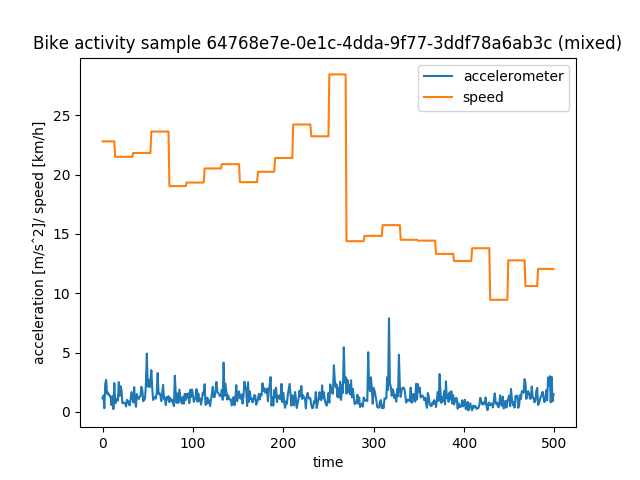 Bike activity sample 64768e7e-0e1c-4dda-9f77-3ddf78a6ab3c (mixed)
accelerometer
speed
acceleration [m/s^2]/ speed [km/h]
25
20
15
10
5
0
0 100 200 300 400 500
time